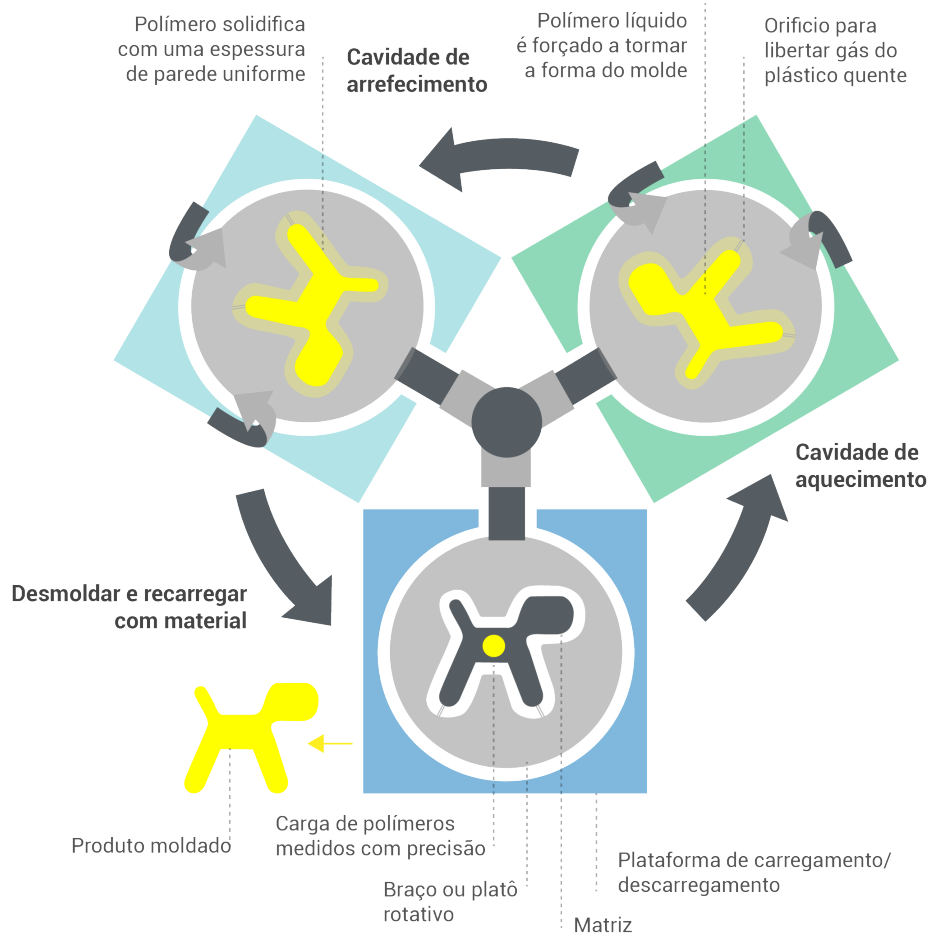 Polímero solidifica
com uma espessura
de parede uniforme
Cavidade de
arrefecimento
Polímero líquido
é forçado a tormar
a forma do molde
Orificio para
libertar gás do
plástico quente
Cavidade de
aquecimento
Desmoldar e recarregar
com material
Produto moldado
Carga de polímeros
medidos com precisão
Braço ou platô
rotativo
Matriz
Plataforma de carregamento/
descarregamento